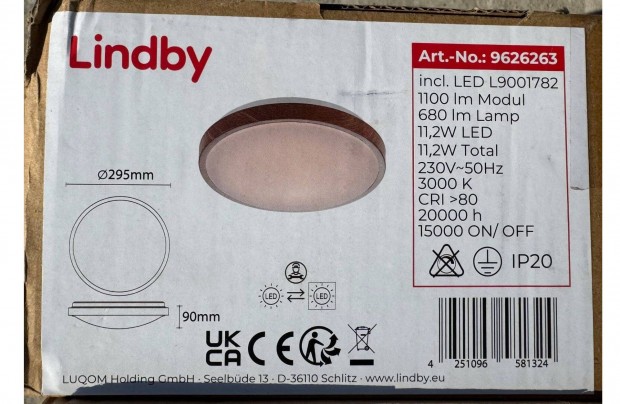 Lindby
Art.-No.: 9626263
incl. LED L9001782
1100 lm Modul
680 lm Lamp
11,2W LED
11,2W Total
230V~50Hz
3000 K
CRI >80
20000 h
15000 ON/ OFF
IP20
Ø295mm
90mm
LED
LED
UK
CA CE
4 251096 581324
LUQOM Holding GmbH · Seelbüde 13 · D-36110 Schlitz · www.lindby.eu